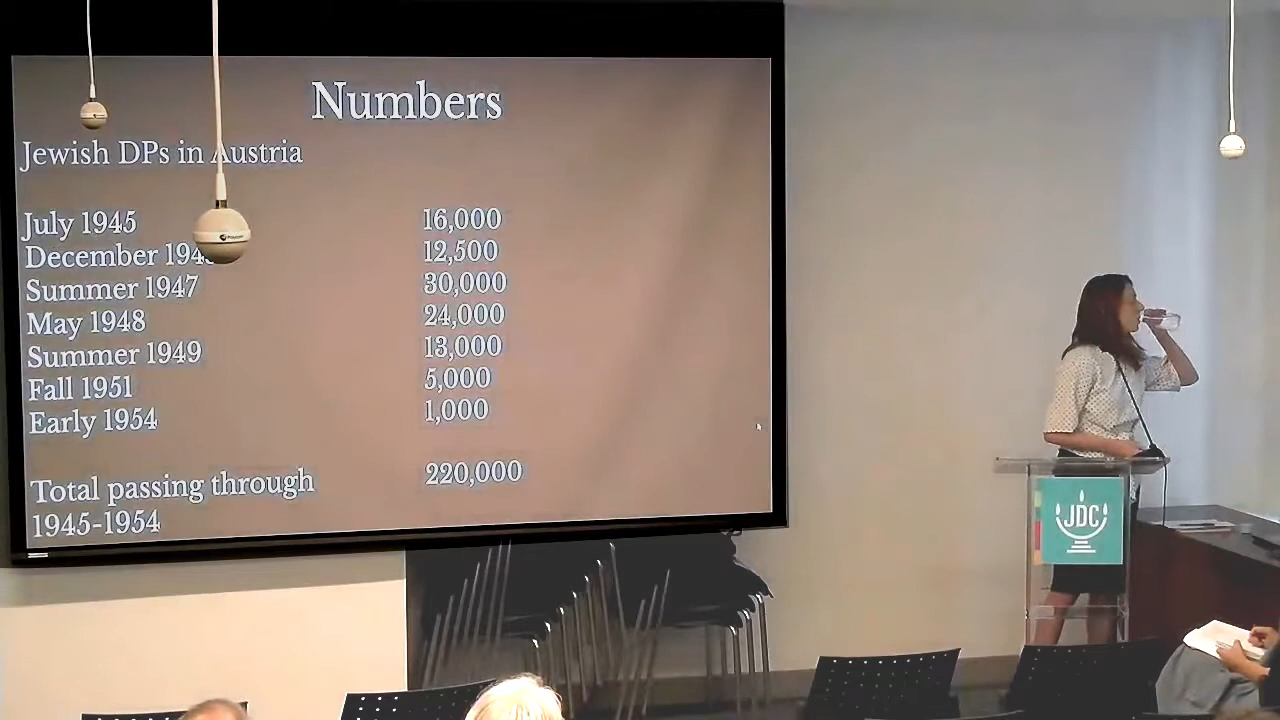 Numbers
Jewish DPs in Austria
July 1945 16,000
December 12,500
Summer 1947 30,000
May 1948 24,000
Summer 1949 13,000
Fall 1951 5,000
Early 1954 1,000
Total passing through 220,000
1945-1954
JDC